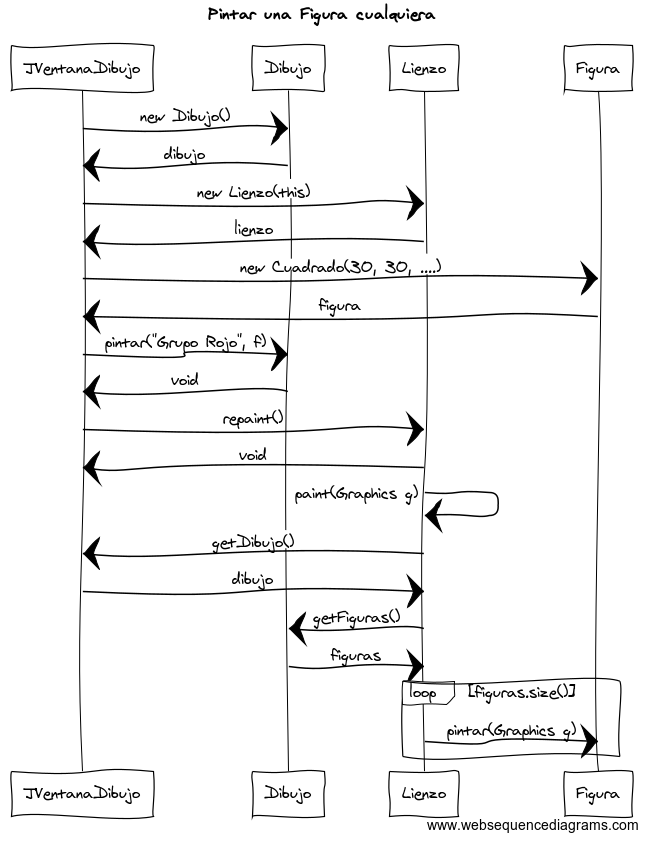 Pintar una Figura cualquiera
JVentanaDibujo Dibujo Lienzo Figura
new Dibujo()
dibujo
new Lienzo(this)
lienzo
new Cuadrado(30, 30, ....)
figura
pintar("Grupo Rojo", f)
void
repaint()
void
paint(Graphics g)
getDibujo()
dibujo
getFiguras()
figuras
loop [figuras.size()]
pintar(Graphics g)
JVentanaDibujo Dibujo Lienzo Figura
www.websequencediagrams.com